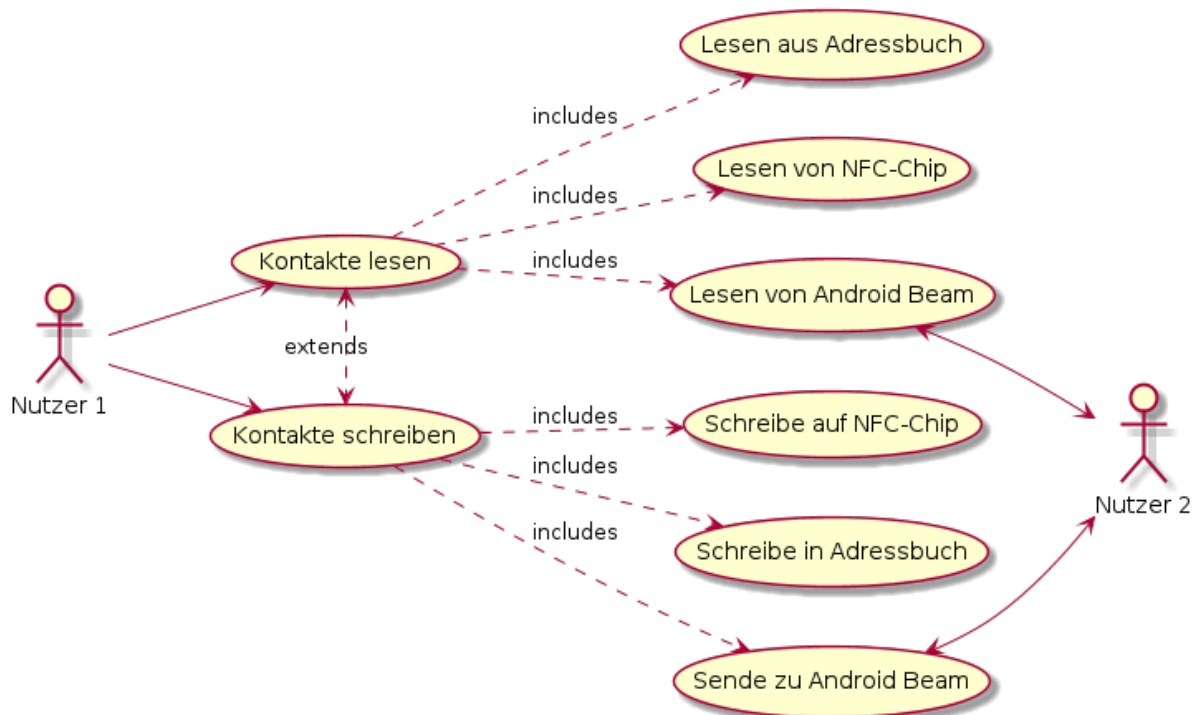 Lesen aus Adressbuch
includes
Lesen von NFC-Chip
includes
Kontakte lesen
includes
Lesen von Android Beam
extends
Nutzer 1
Kontakte schreiben
includes
Schreibe auf NFC-Chip
includes
Nutzer 2
Schreibe in Adressbuch
includes
Sende zu Android Beam